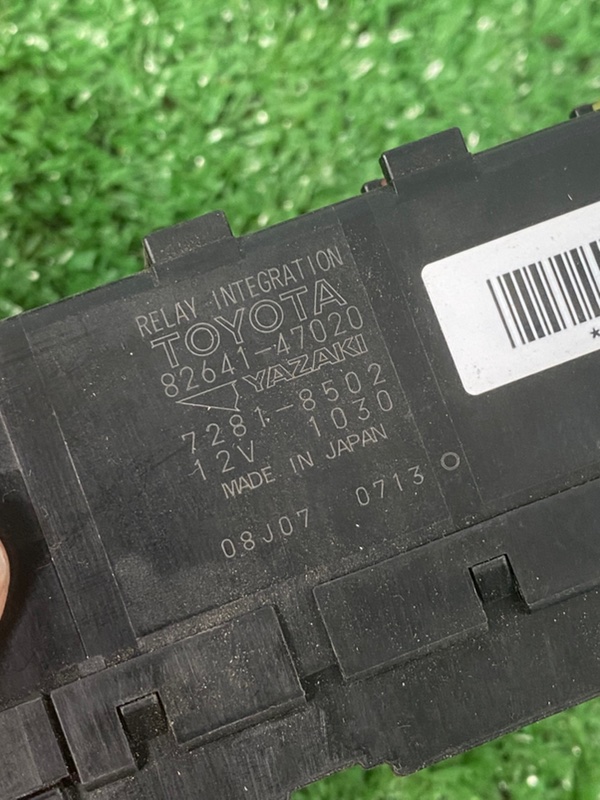 RELAY INTEGRATION
TOYOTA
82641-47020
YAZAKI
7281-8502
12V 1030
MADE IN JAPAN
08J07 0713